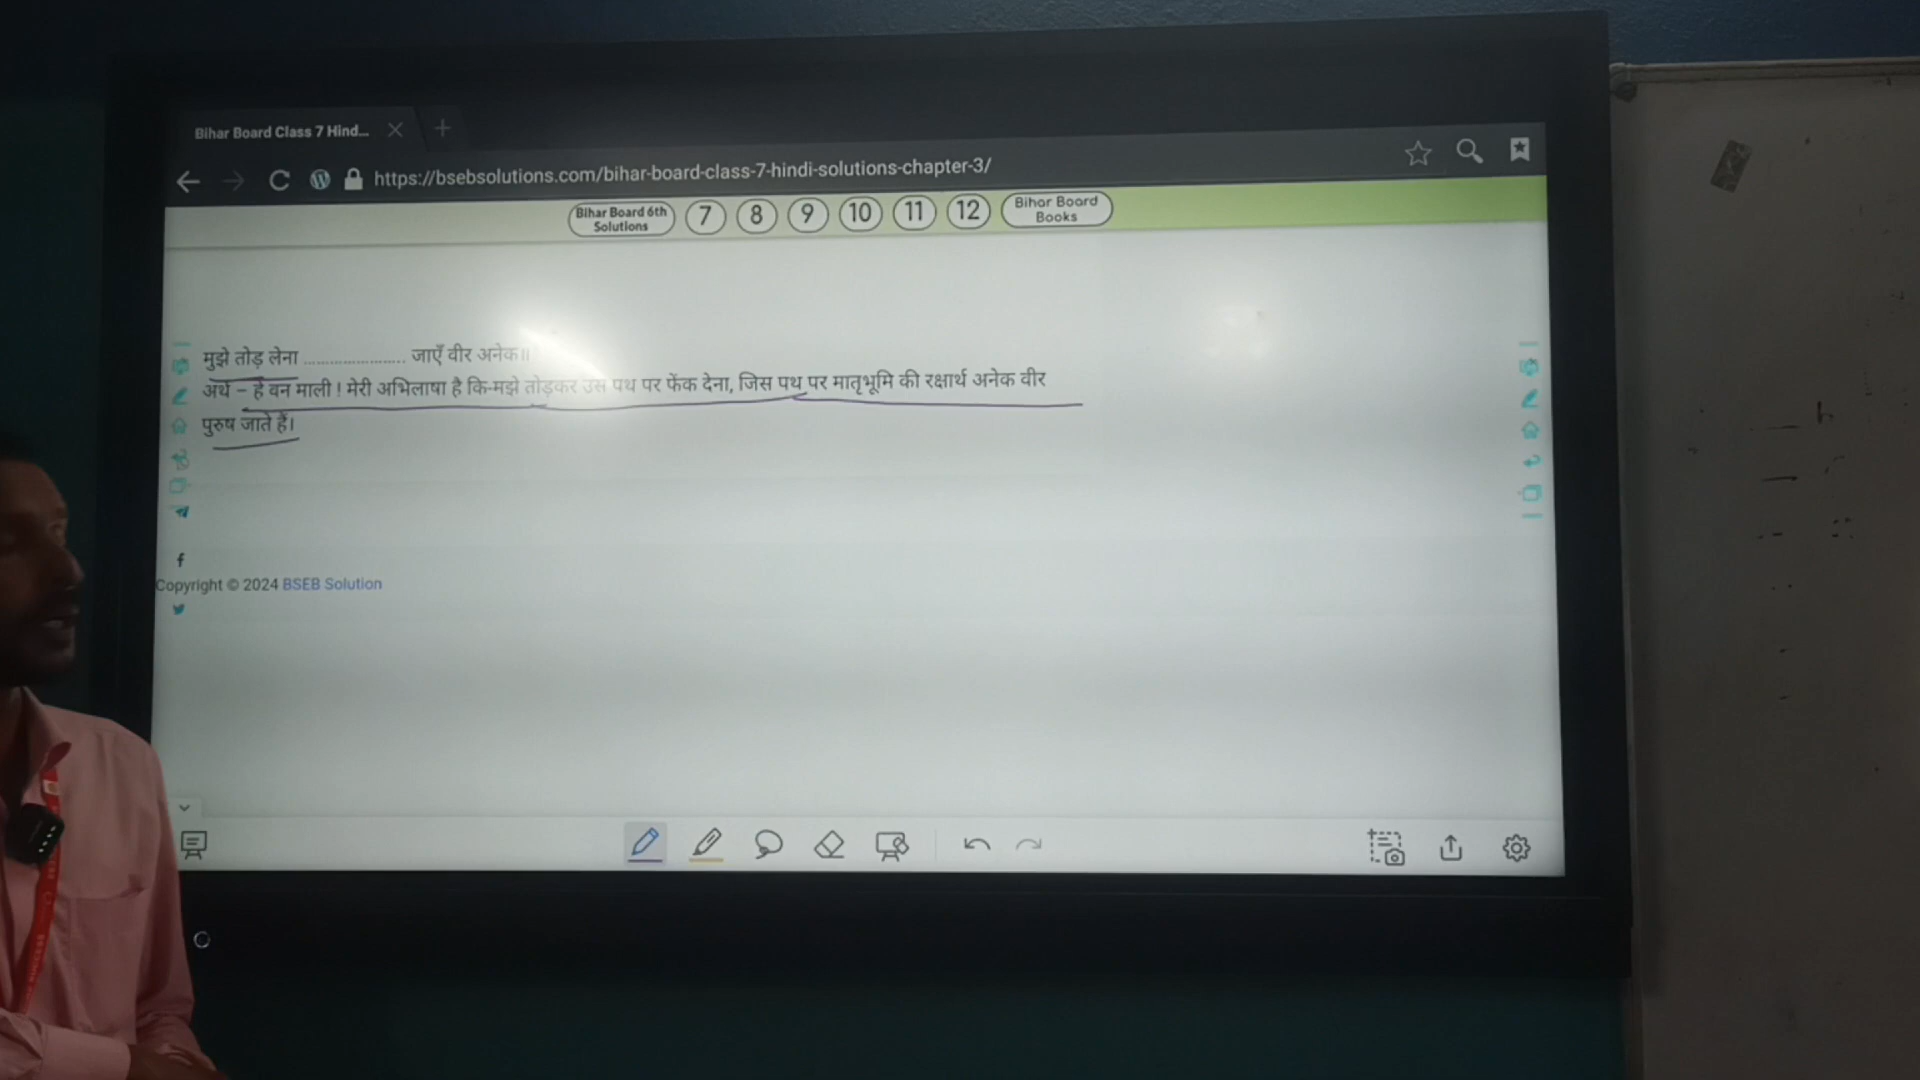 Bihar Board Class 7 Hind...
https://bsebsolutions.com/bihar-board-class-7-hindi-solutions-chapter-3/
Bihar Board 6th Solutions 7 8 9 10 11 12 Bihar Board Books
मुझे तोड़ लेना ...................... जाएँ वीर अनेक॥
अर्थ – हे वन माली ! मेरी अभिलाषा है कि-मझे तोड़कर उस पथ पर फेंक देना, जिस पथ पर मातृभूमि की रक्षार्थ अनेक वीर
पुरुष जाते हैं।
Copyright © 2024 BSEB Solution